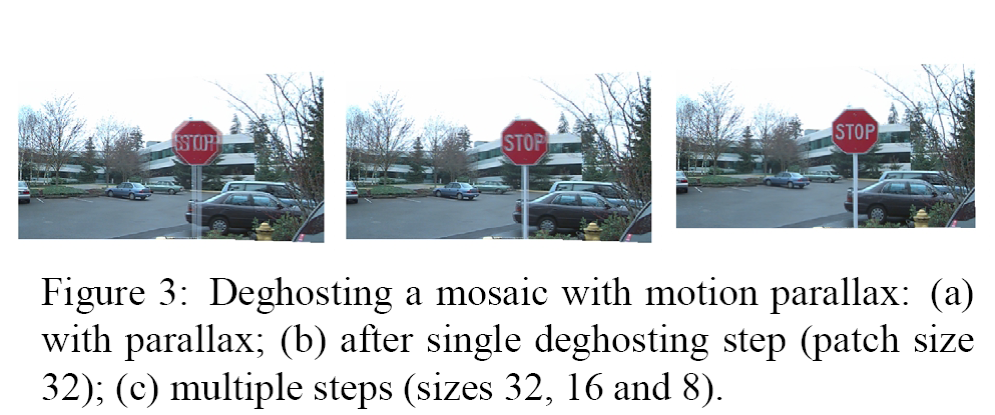 STOP
STOP
Figure 3: Deghosting a mosaic with motion parallax: (a)
with parallax; (b) after single deghosting step (patch size
32); (c) multiple steps (sizes 32, 16 and 8).